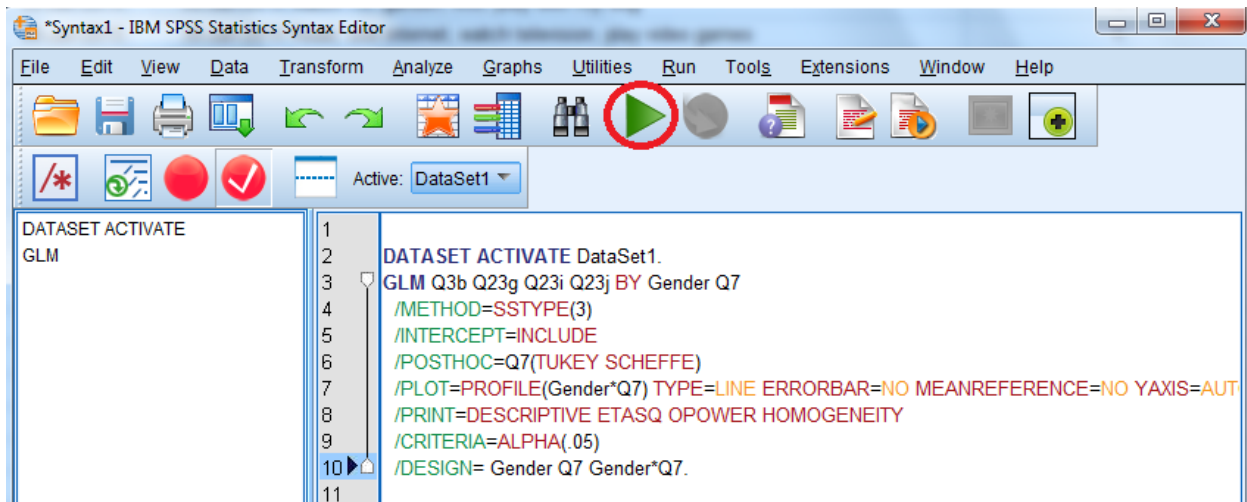 *Syntax1 - IBM SPSS Statistics Syntax Editor
File Edit View Data Transform Analyze Graphs Utilities Run Tools Extensions Window Help
/*
Active: DataSet1
DATASET ACTIVATE
GLM
1
2 DATASET ACTIVATE DataSet1.
3 GLM Q3b Q23g Q23i Q23j BY Gender Q7
4 /METHOD=SSTYPE(3)
5 /INTERCEPT=INCLUDE
6 /POSTHOC=Q7(TUKEY SCHEFFE)
7 /PLOT=PROFILE(Gender*Q7) TYPE=LINE ERRORBAR=NO MEANREFERENCE=NO YAXIS=AUT
8 /PRINT=DESCRIPTIVE ETASQ OPOWER HOMOGENEITY
9 /CRITERIA=ALPHA(.05)
10 /DESIGN= Gender Q7 Gender*Q7.
11